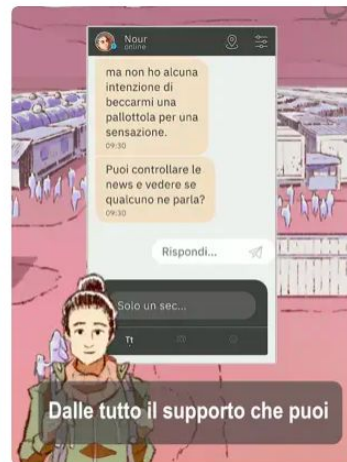 Nour
online
ma non ho alcuna
intenzione di
beccarmi una
pallottola per una
sensazione.
09:30
Puoi controllare le
news e vedere se
qualcuno ne parla?
09:30
Rispondi...
Solo un sec...
Tt
Dalle tutto il supporto che puoi